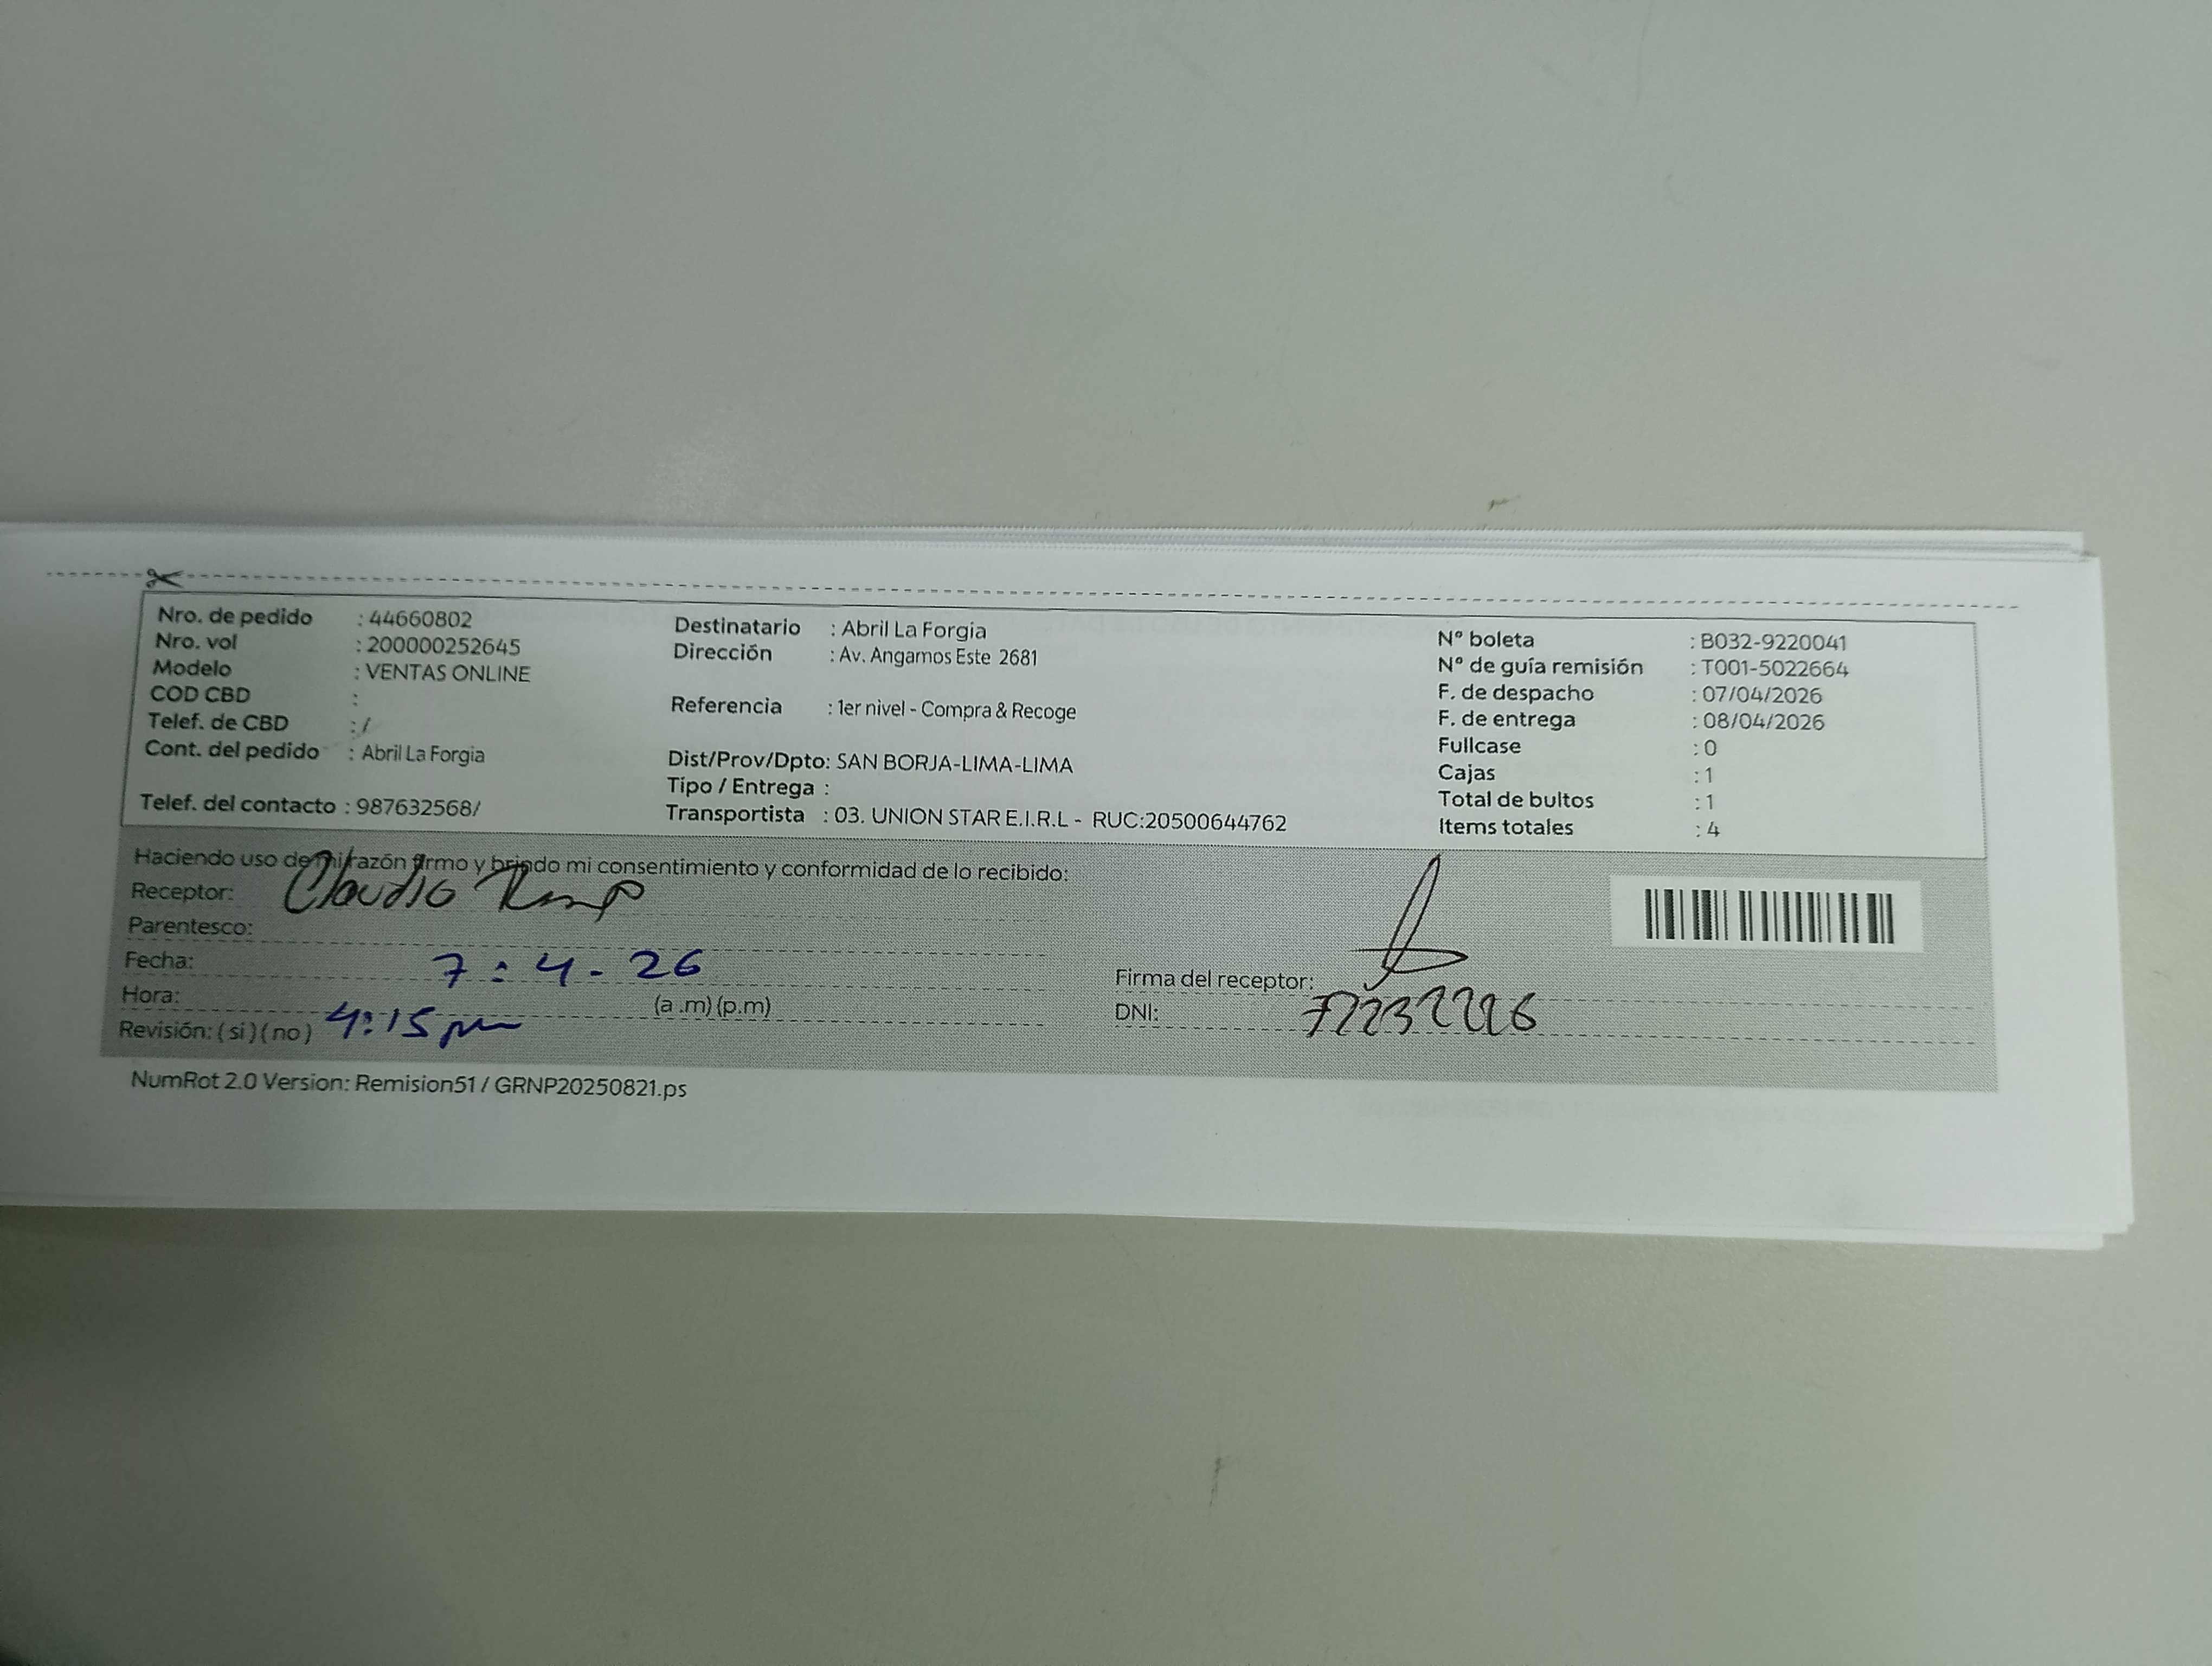 Nro. de pedido : 44660802
Nro. vol : 200000252645
Modelo : VENTAS ONLINE
COD CBD :
Telef. de CBD : /
Cont. del pedido : Abril La Forgia
Telef. del contacto : 987632568/
Destinatario : Abril La Forgia
Dirección : Av. Angamos Este 2681
Referencia : 1er nivel - Compra & Recoge
Dist/Prov/Dpto: SAN BORJA-LIMA-LIMA
Tipo / Entrega :
Transportista : 03. UNION STAR E.I.R.L - RUC:20500644762
N° boleta : B032-9220041
N° de guía remisión : T001-5022664
F. de despacho : 07/04/2026
F. de entrega : 08/04/2026
Fullcase : 0
Cajas : 1
Total de bultos : 1
Items totales : 4
Haciendo uso de mi razón firmo y brindo mi consentimiento y conformidad de lo recibido:
Receptor: Claudio
Parentesco:
Fecha: 7-4-26
Hora: 4:15 pm (a .m) (p.m)
Revisión: ( si ) ( no )
Firma del receptor:
DNI:
NumRot 2.0 Version: Remision51 / GRNP20250821.ps